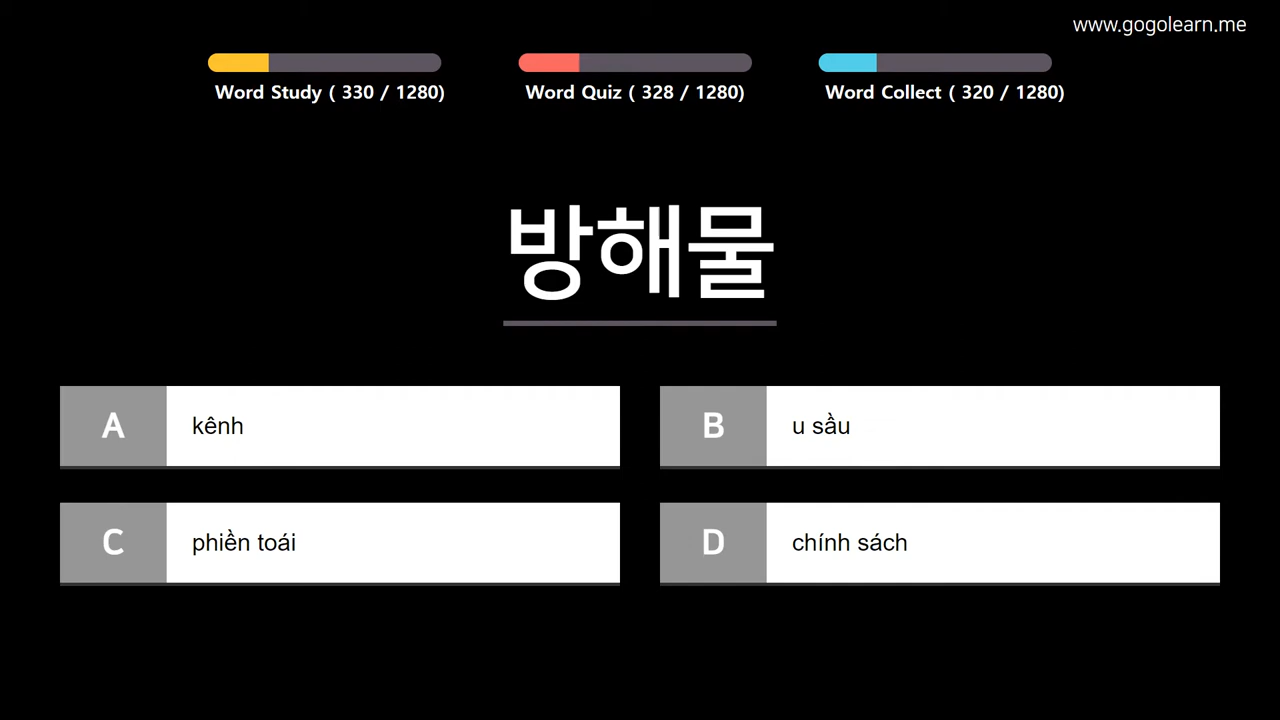 www.gogolearn.me
Word Study ( 330 / 1280)
Word Quiz ( 328 / 1280)
Word Collect ( 320 / 1280)
방해물
A kênh
B u sầu
C phiền toái
D chính sách